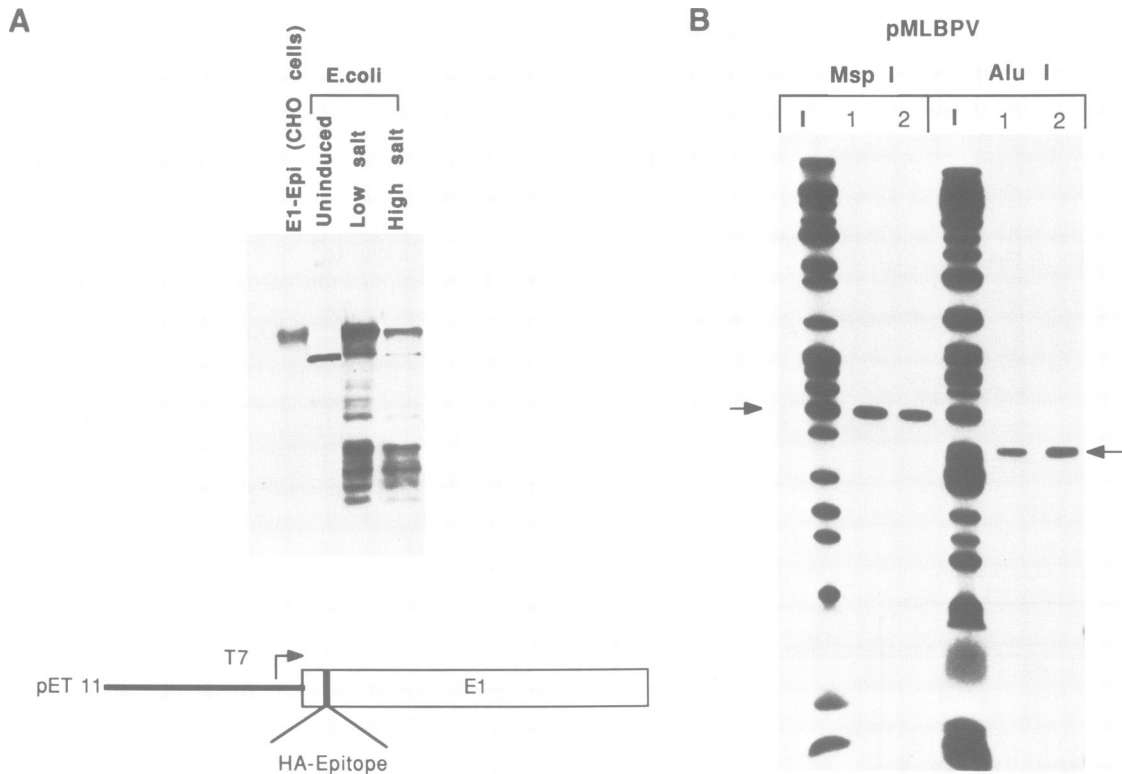 A
E1-Epi (CHO cells)
E.coli
Uninduced
Low salt
High salt
T7
pET 11
E1
HA-Epitope
B
pMLBPV
Msp I
Alu I
I 1 2 I 1 2